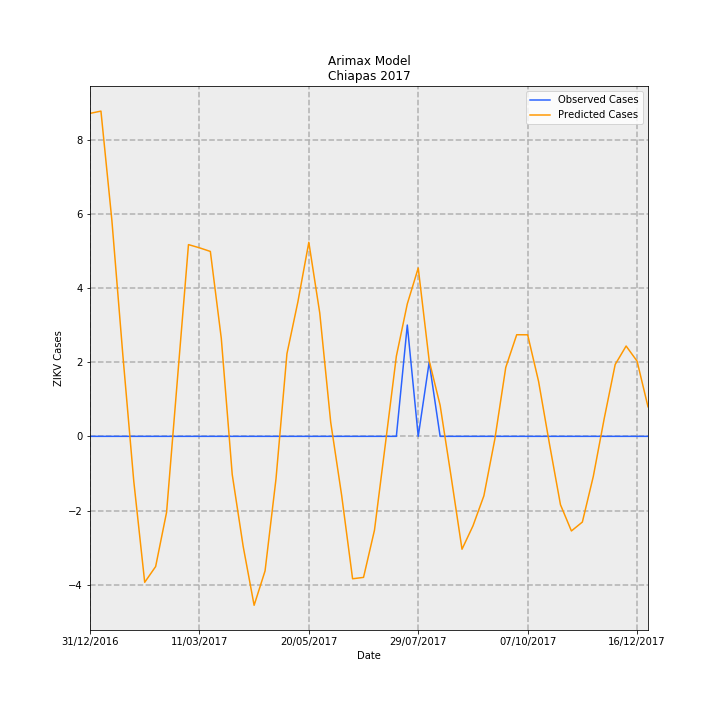 Arimax Model
Chiapas 2017
Observed Cases
Predicted Cases
ZIKV Cases
8
6
4
2
0
−2
−4
31/12/2016
11/03/2017
20/05/2017
29/07/2017
07/10/2017
16/12/2017
Date